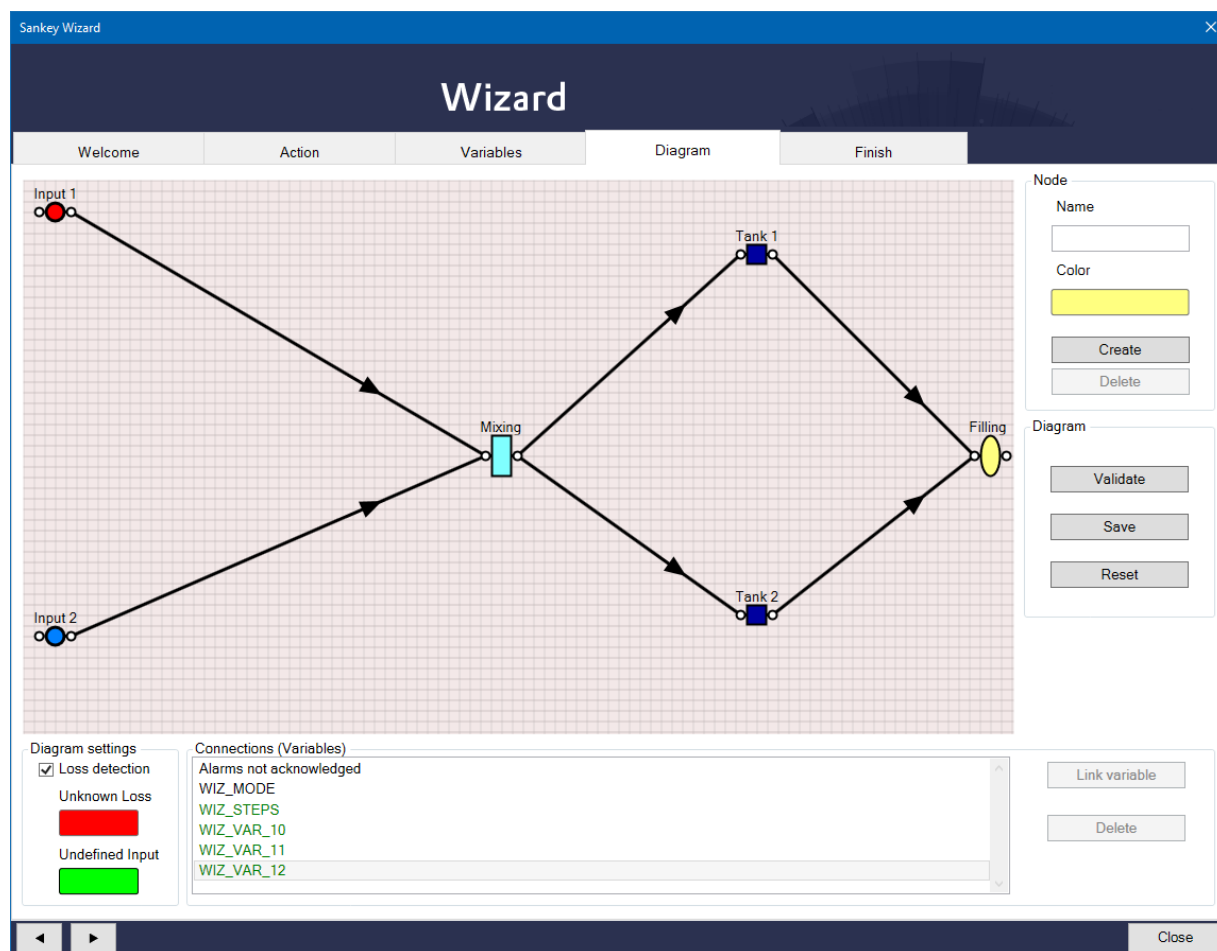 Sankey Wizard
Wizard
Welcome
Action
Variables
Diagram
Finish
Input 1
Tank 1
Mixing
Filling
Input 2
Tank 2
Node
Name
Color
Create
Delete
Diagram
Validate
Save
Reset
Diagram settings
Loss detection
Unknown Loss
Undefined Input
Connections (Variables)
Alarms not acknowledged
WIZ_MODE
WIZ_STEPS
WIZ_VAR_10
WIZ_VAR_11
WIZ_VAR_12
Link variable
Delete
Close